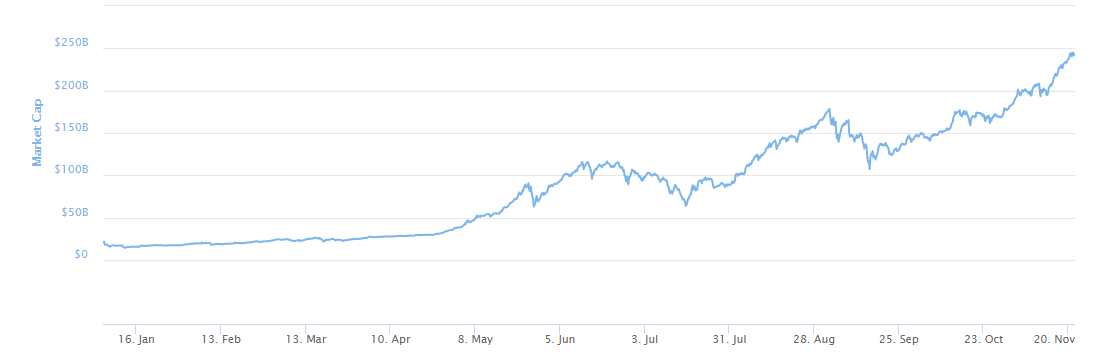 $250B
$200B
$150B
$100B
$50B
$0
Market Cap
16. Jan 13. Feb 13. Mar 10. Apr 8. May 5. Jun 3. Jul 31. Jul 28. Aug 25. Sep 23. Oct 20. Nov